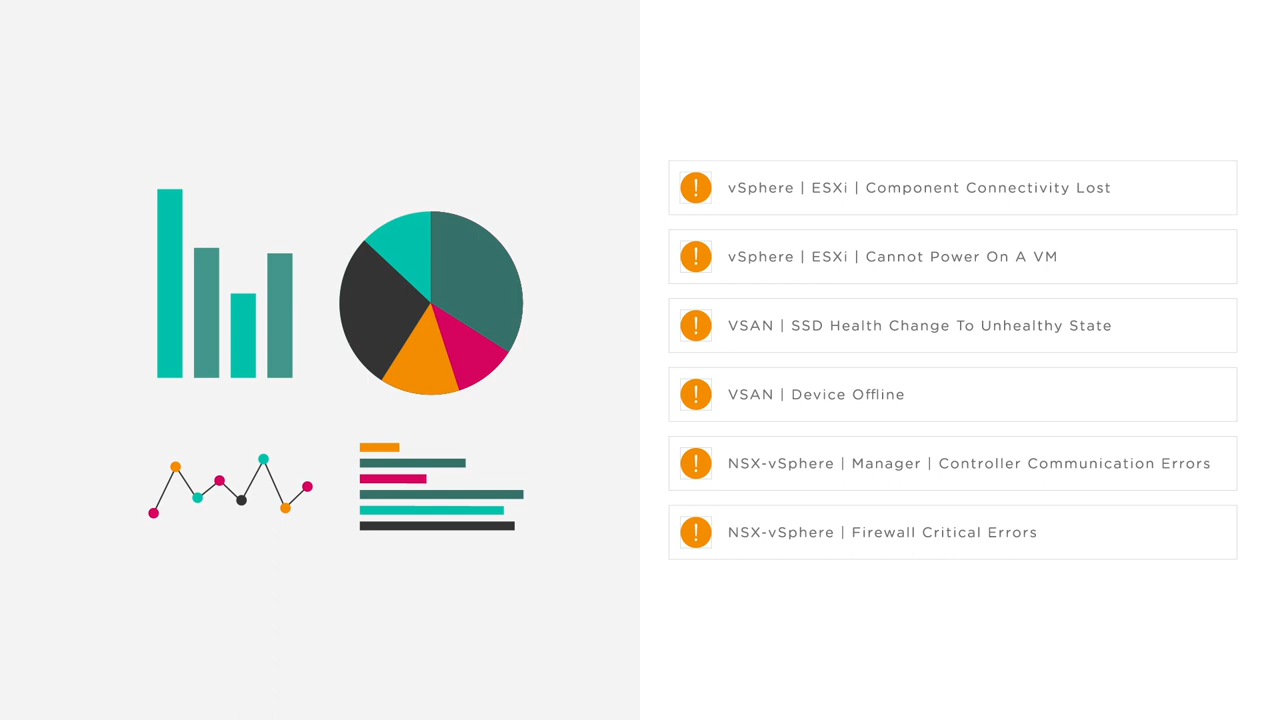 vSphere | ESXi | Component Connectivity Lost
vSphere | ESXi | Cannot Power On A VM
VSAN | SSD Health Change To Unhealthy State
VSAN | Device Offline
NSX-vSphere | Manager | Controller Communication Errors
NSX-vSphere | Firewall Critical Errors